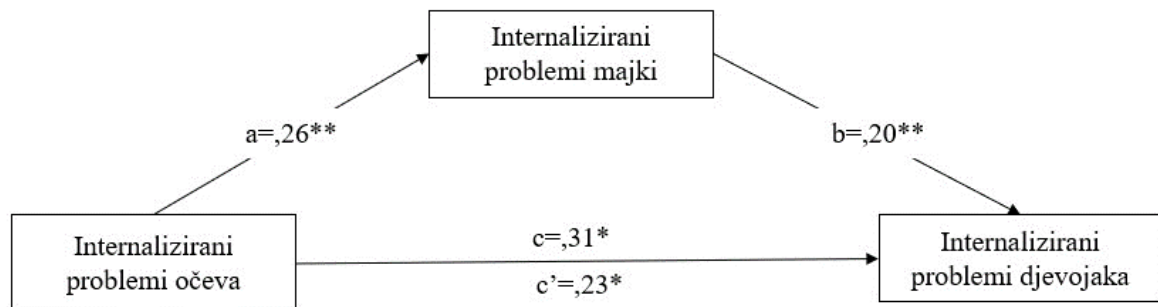 Internalizirani
problemi majki
a=,26**
b=,20**
Internalizirani
problemi očeva
c=,31*
c’=,23*
Internalizirani
problemi djevojaka